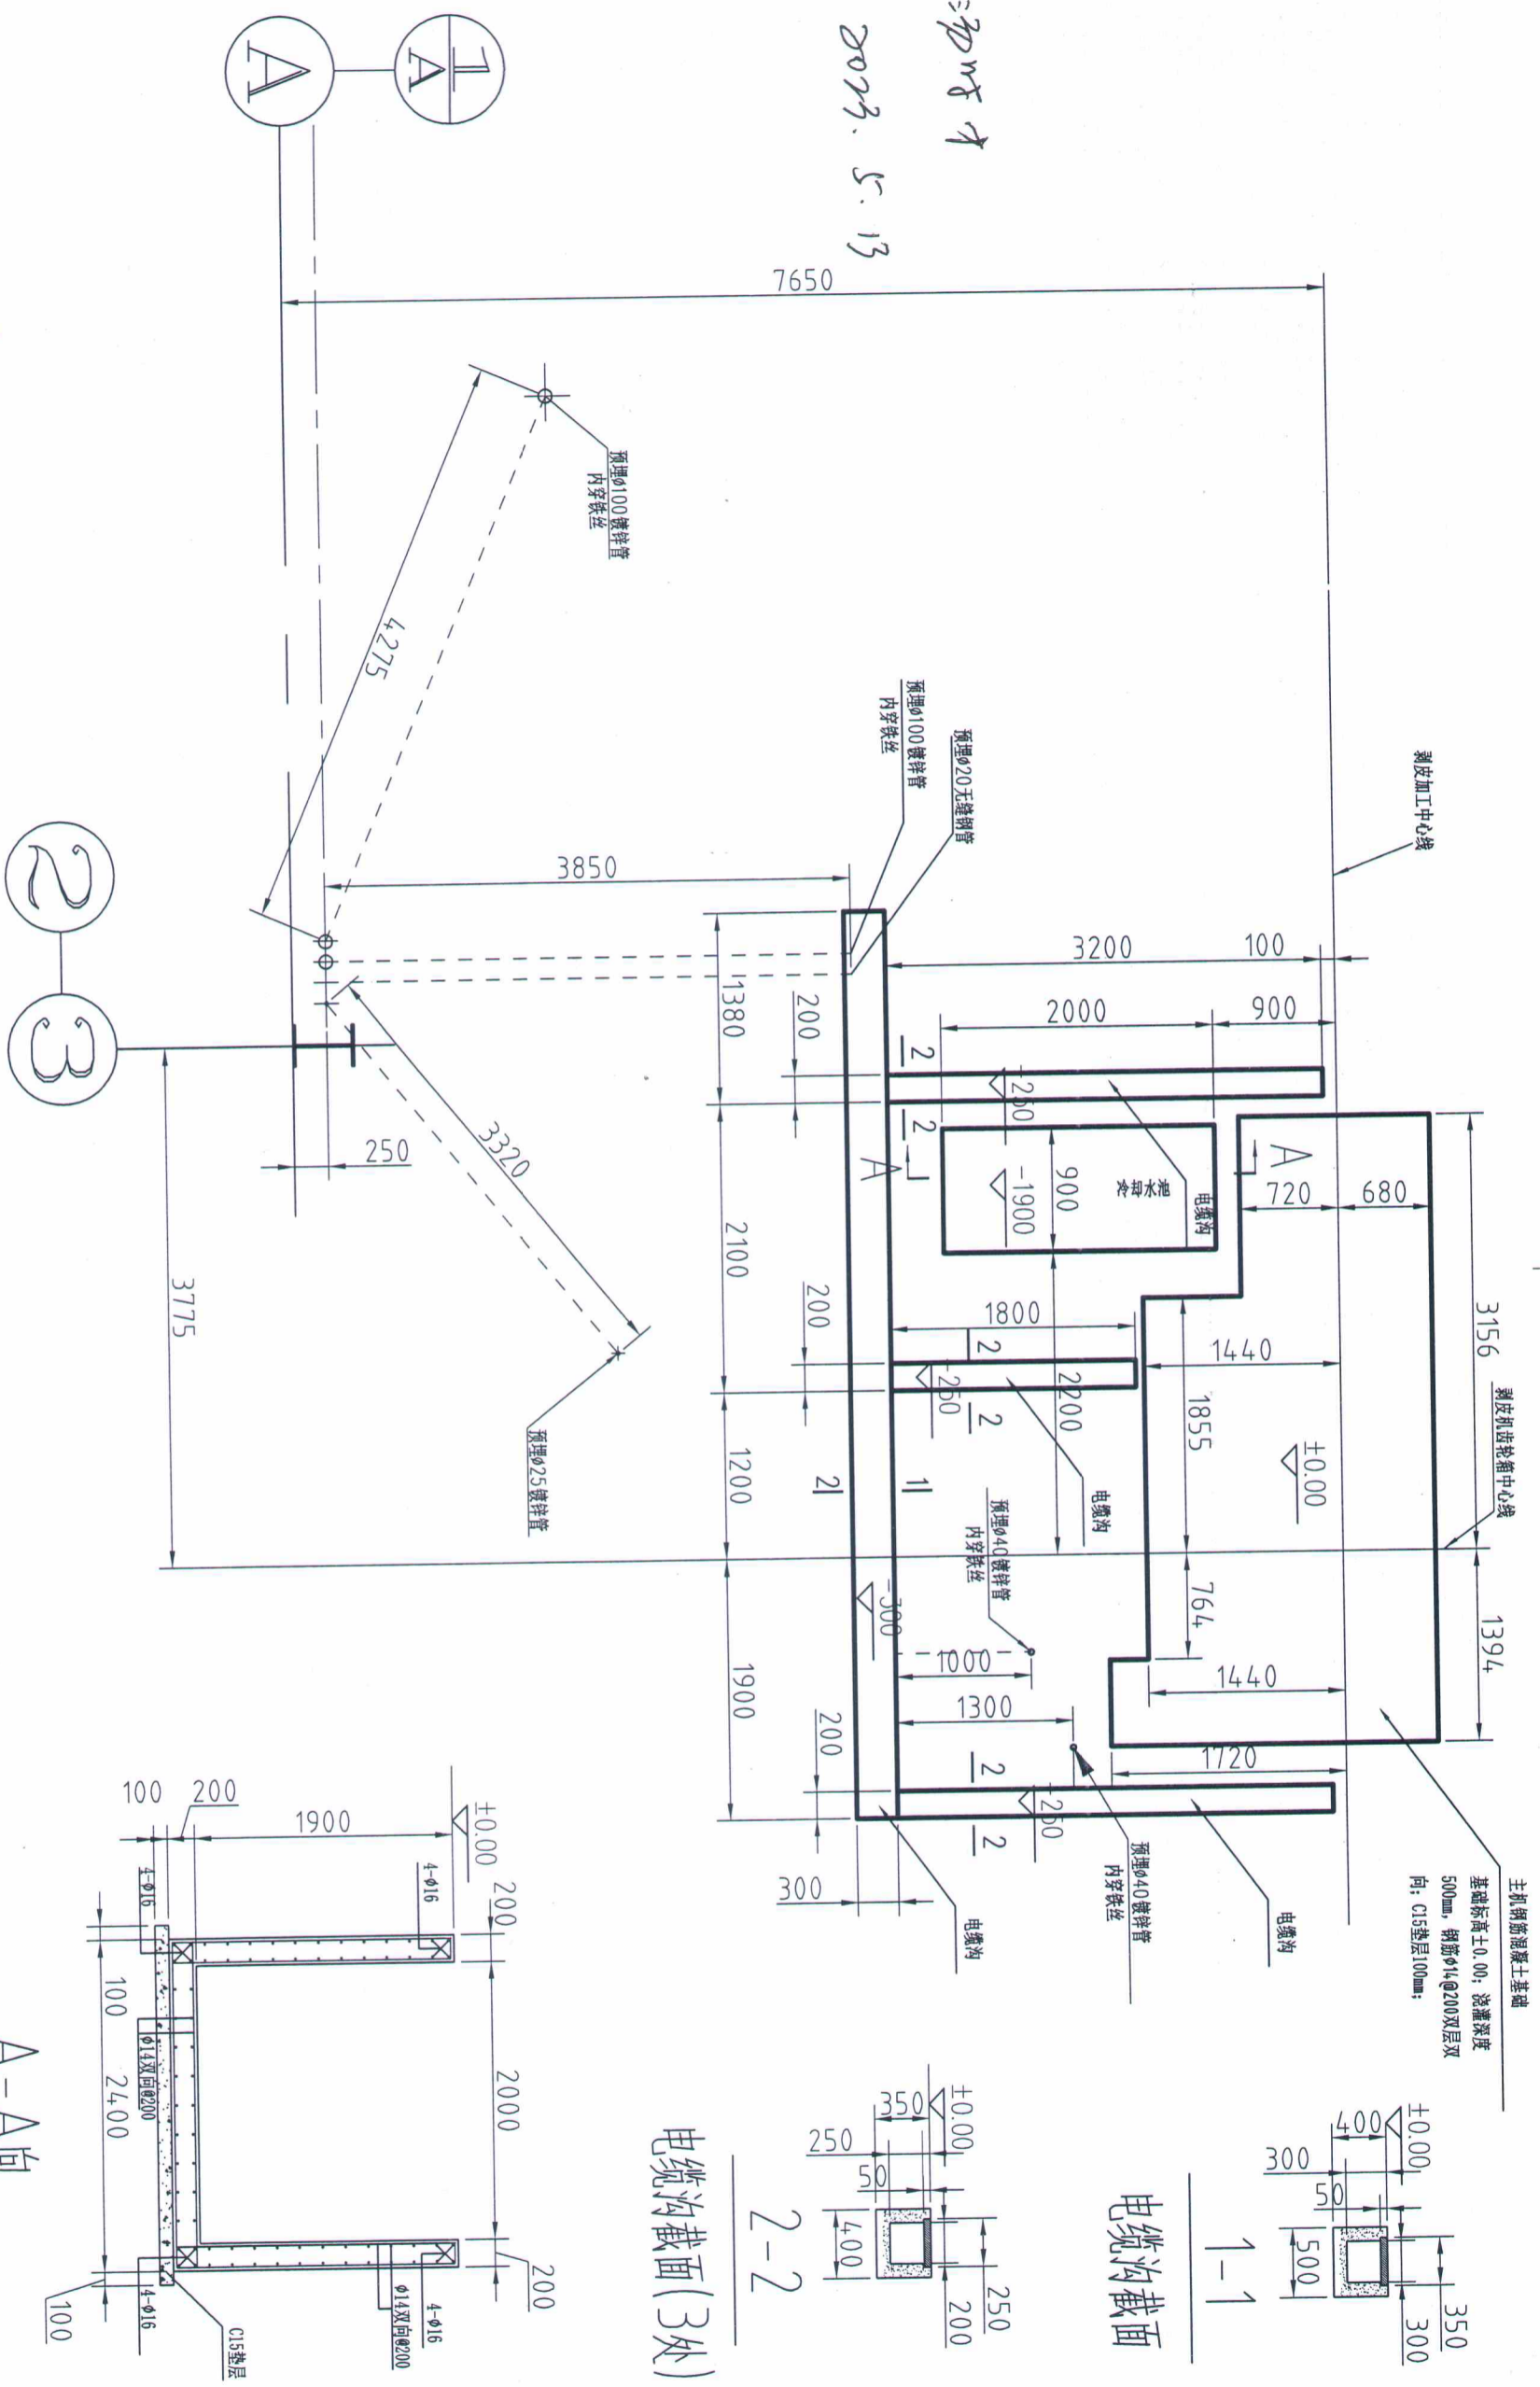 1
A
A
2023. 5. 13
7650
预埋φ100镀锌管
内穿铁丝
4275
预埋φ100镀锌管
内穿铁丝
预埋φ20无缝钢管
剥皮加工中心线
3850
3200
100
2000
900
1380
200
2
2
-250
A
A
900
-1900
冷却水池
电缆沟
720
680
2
3
250
3320
3775
2100
200
1800
2
2
-250
2200
1440
1855
3156
±0.00
剥皮机齿轮箱中心线
预埋φ25镀锌管
1200
2
1
电缆沟
预埋φ40镀锌管
内穿铁丝
-300
1000
764
1394
1440
1900
200
1300
2
2
-250
1720
300
电缆沟
预埋φ40镀锌管
内穿铁丝
电缆沟
主机钢筋混凝土基础
基础标高±0.00; 浇灌深度
500mm, 钢筋φ14@200双层双
向; C15垫层100mm;
±0.00
400
300
50
500
350
300
1-1
电缆沟截面
±0.00
350
250
50
400
250
200
2-2
电缆沟截面(3处)
±0.00
1900
200
100
200
2000
200
4-φ16
4-φ16
4-φ16
4-φ16
φ14双向@200
φ14双向@200
100
2400
100
C15垫层
A-A向